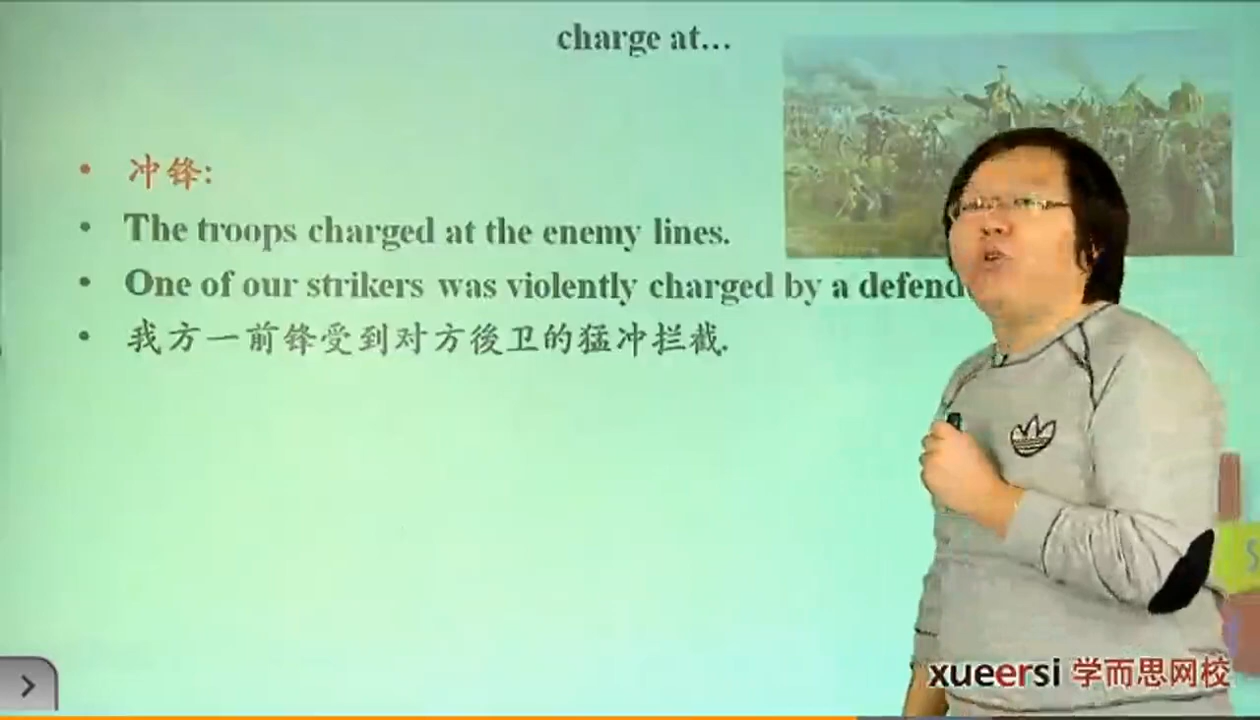 charge at...
冲锋:
The troops charged at the enemy lines.
One of our strikers was violently charged by a defend
我方一前锋受到对方後卫的猛冲拦截.
S
xueersi 学而思网校